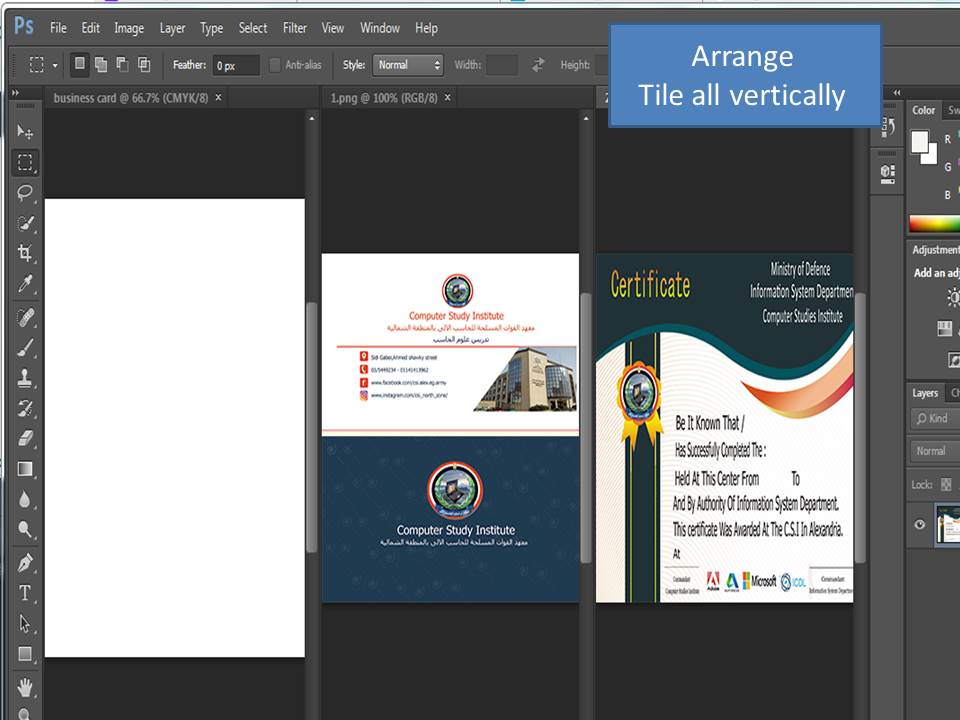 Ps File Edit Image Layer Type Select Filter View Window Help
Arrange
Tile all vertically
Feather: 0 px Anti-alias Style: Normal Width: Height:
business card @ 66.7% (CMYK/8) x
1.png @ 100% (RGB/8) x
Color
R
G
B
Adjustment
Add an adj
Layers
Kind
Normal
Lock:
T
Computer Study Institute
معهد القوات المسلحة للحاسب الالى بالمنطقة الشمالية
تدريس علوم الحاسب
Sidi Gaber,Ahmed shawky street
03/5449234 - 01141413962
www.facebook.com/csi.alex.eg.army
www.instagram.com/csi_north_zone/
Computer Study Institute
معهد القوات المسلحة للحاسب الالى بالمنطقة الشمالية
Certificate
Ministry of Defence
Information System Departmen
Computer Studies Institute
Be It Known That /
Has Successfully Completed The :
Held At This Center From To
And By Authority Of Information System Department.
This certificate Was Awarded At The C.S.I In Alexandria.
At
Commandant
Computer Studies Institute
Adobe
AUTODESK
Microsoft
ICDL
Commandant
Information System Departme